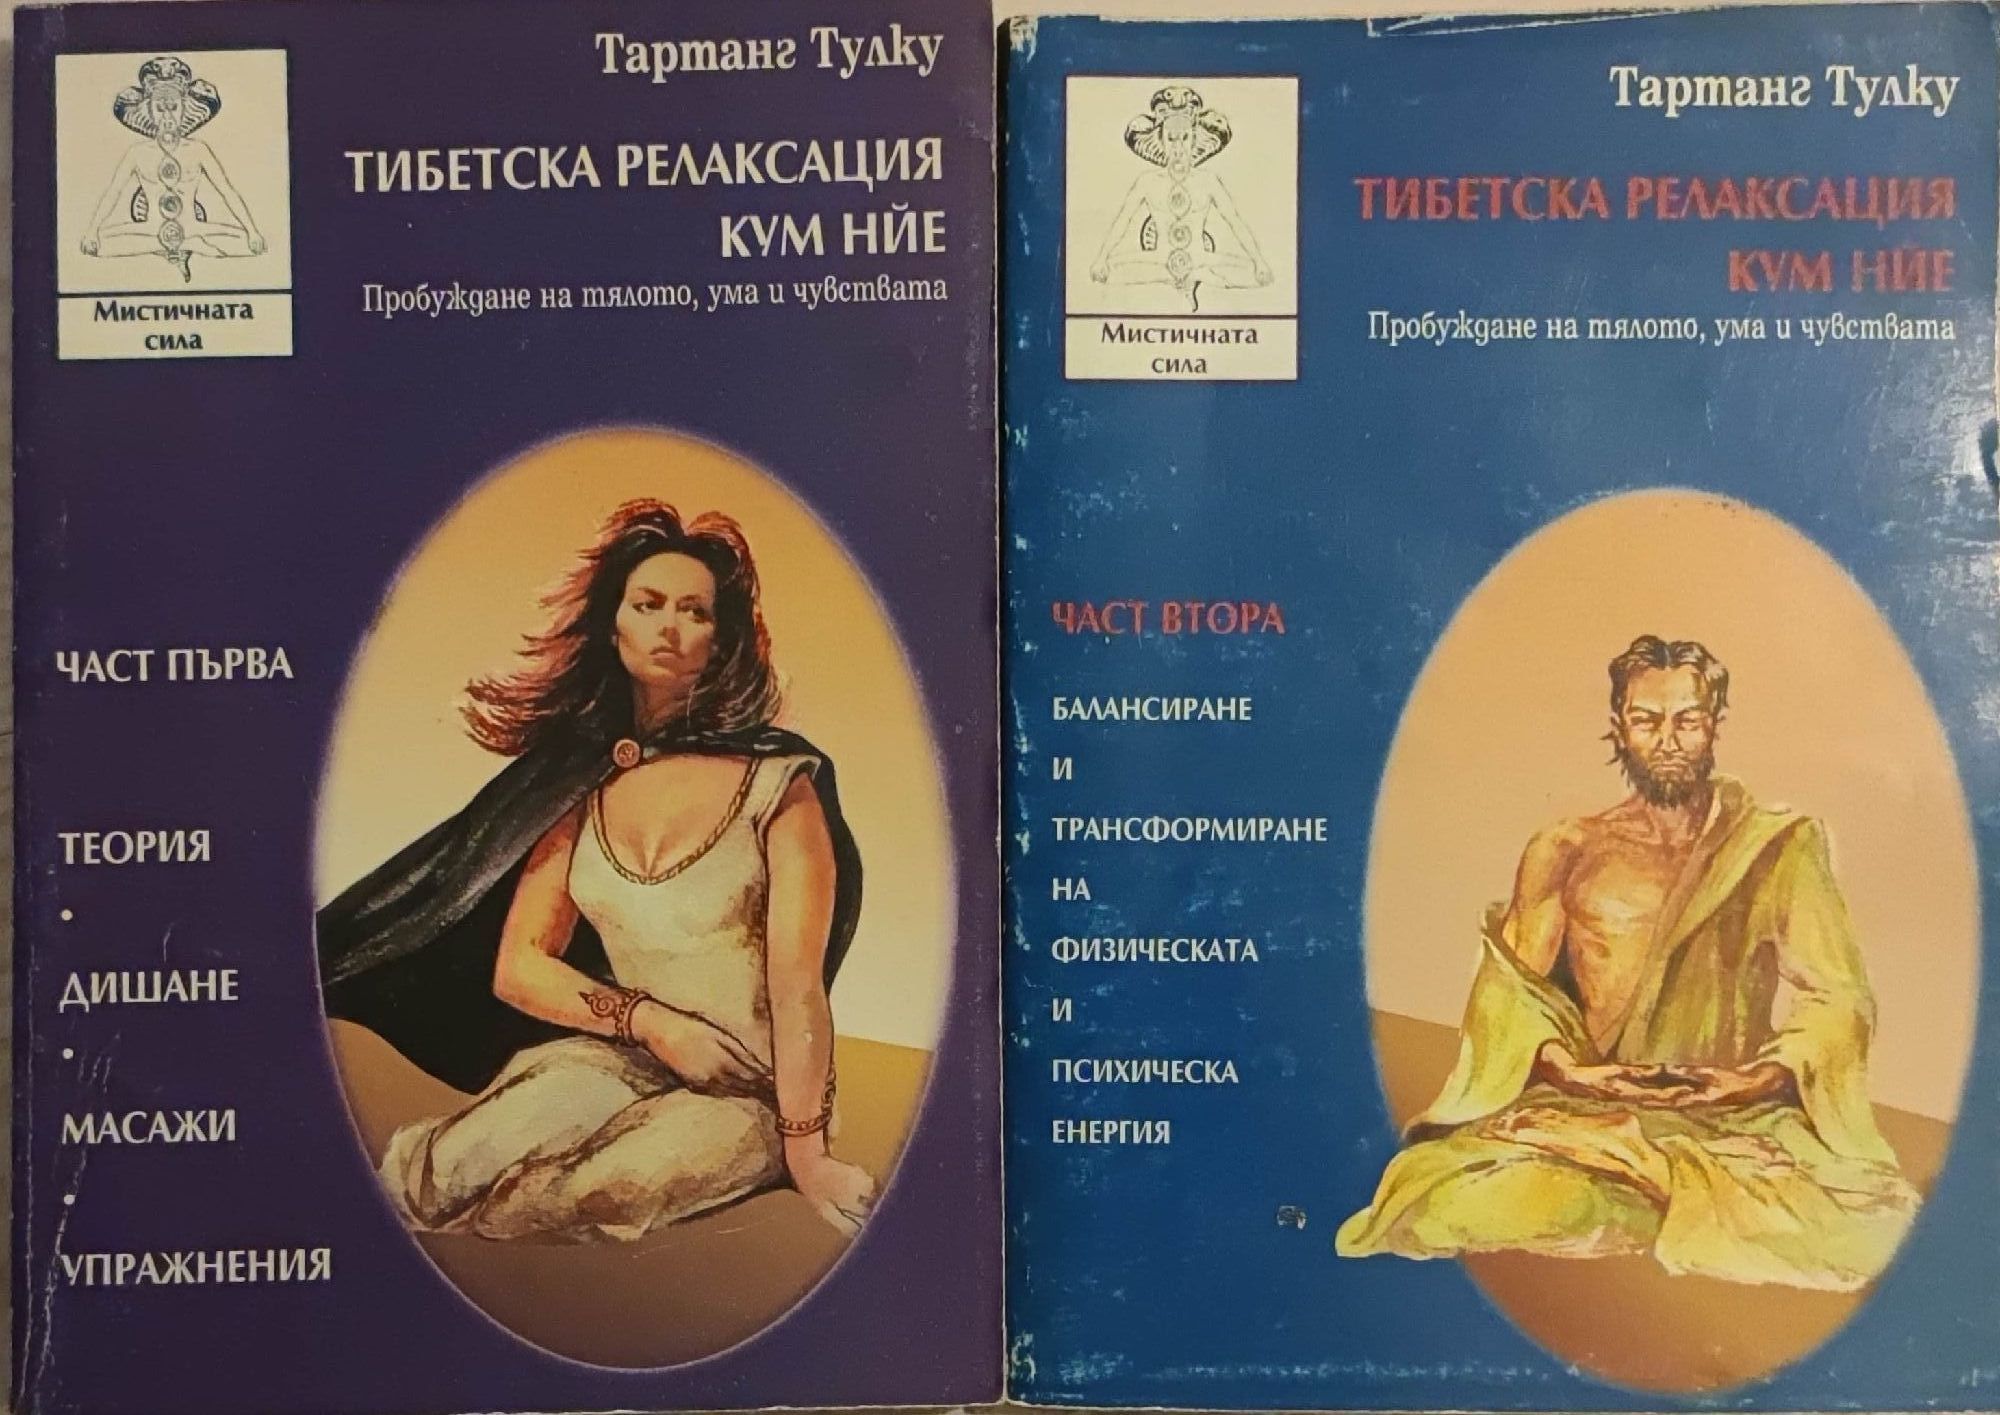 Тартанг Тулку
ТИБЕТСКА РЕЛАКСАЦИЯ
КУМ НЙЕ
Пробуждане на тялото, ума и чувствата
Мистичната
сила
ЧАСТ ПЪРВА
ТЕОРИЯ
•
ДИШАНЕ
•
МАСАЖИ
•
УПРАЖНЕНИЯ
Тартанг Тулку
ТИБЕТСКА РЕЛАКСАЦИЯ
КУМ НЙЕ
Пробуждане на тялото, ума и чувствата
Мистичната
сила
ЧАСТ ВТОРА
БАЛАНСИРАНЕ
И
ТРАНСФОРМИРАНЕ
НА
ФИЗИЧЕСКАТА
И
ПСИХИЧЕСКА
ЕНЕРГИЯ